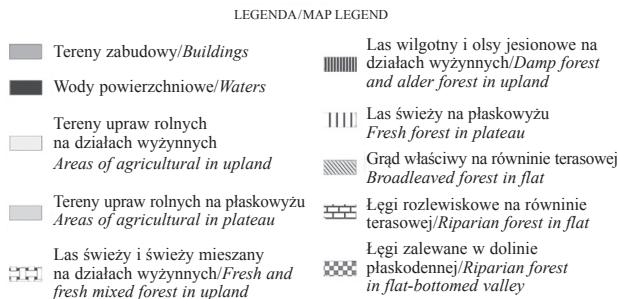 LEGENDA/MAP LEGEND
Tereny zabudowy/Buildings
Wody powierzchniowe/Waters
Tereny upraw rolnych
na działach wyżynnych
Areas of agricultural in upland
Tereny upraw rolnych na płaskowyżu
Areas of agricultural in plateau
Las świeży i świeży mieszany
na działach wyżynnych/Fresh and
fresh mixed forest in upland
Las wilgotny i olsy jesionowe na
działach wyżynnych/Damp forest
and alder forest in upland
Las świeży na płaskowyżu
Fresh forest in plateau
Grąd właściwy na równinie terasowej
Broadleaved forest in flat
Łęgi rozlewiskowe na równinie
terasowej/Riparian forest in flat
Łęgi zalewane w dolinie
płaskodennej/Riparian forest
in flat-bottomed valley